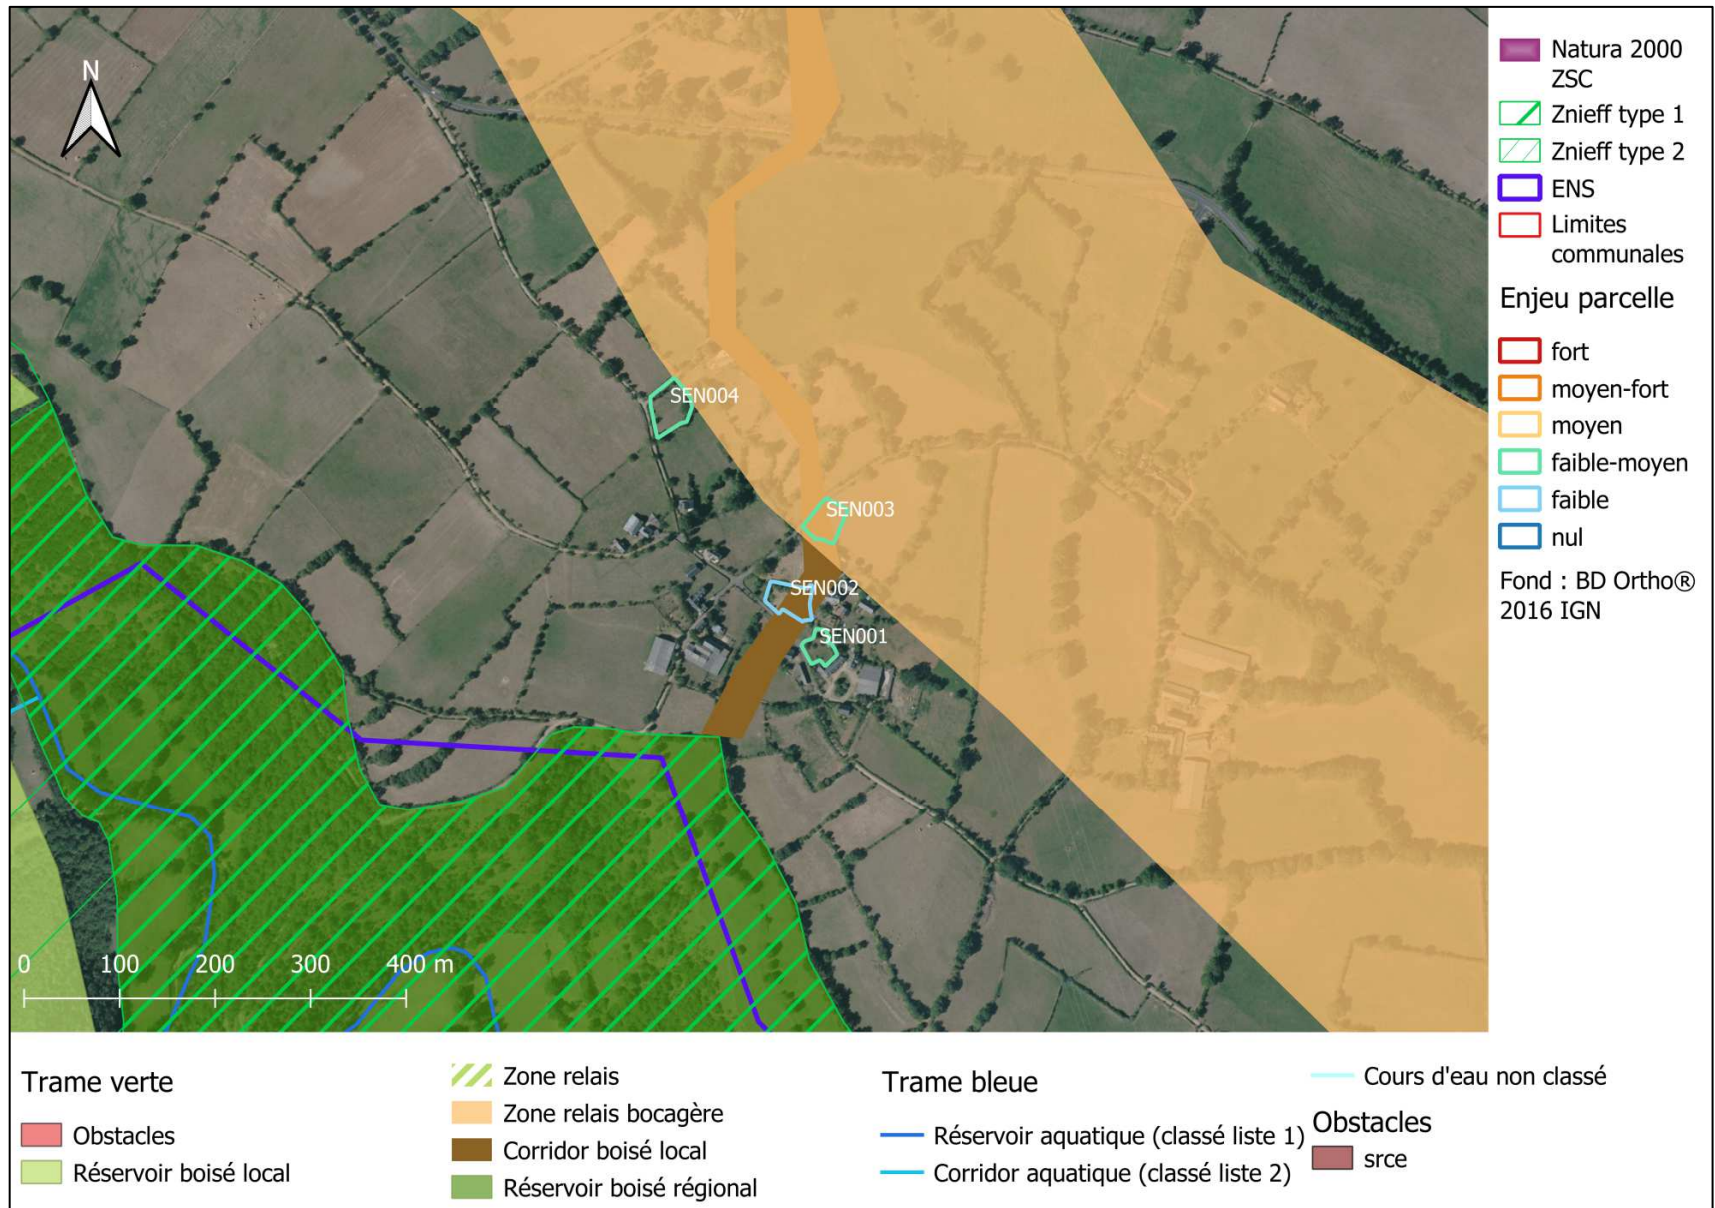 N
SEN004
SEN003
SEN002
SEN001
0 100 200 300 400 m
Natura 2000
ZSC
Znieff type 1
Znieff type 2
ENS
Limites
communales
Enjeu parcelle
fort
moyen-fort
moyen
faible-moyen
faible
nul
Fond : BD Ortho®
2016 IGN
Trame verte
Obstacles
Réservoir boisé local
Zone relais
Zone relais bocagère
Corridor boisé local
Réservoir boisé régional
Trame bleue
Réservoir aquatique (classé liste 1)
Corridor aquatique (classé liste 2)
Cours d'eau non classé
Obstacles
srce